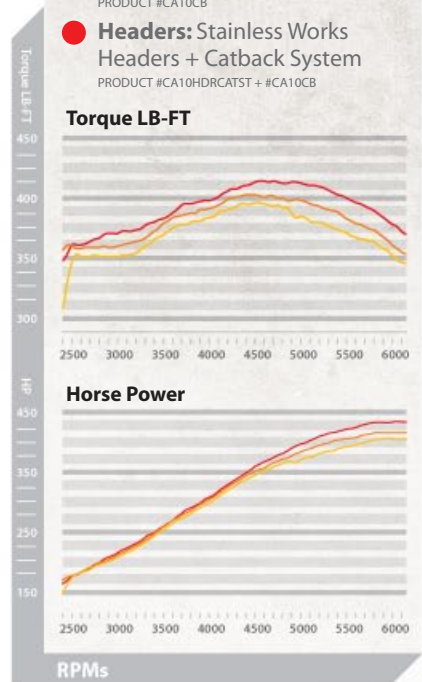 PRODUCT #CA10CB
Headers: Stainless Works
Headers + Catback System
PRODUCT #CA10HDRCATST + #CA10CB
Torque LB-FT
Torque LB-FT
450
400
350
300
2500 3000 3500 4000 4500 5000 5500 6000
Horse Power
HP
450
350
250
150
2500 3000 3500 4000 4500 5000 5500 6000
RPMs